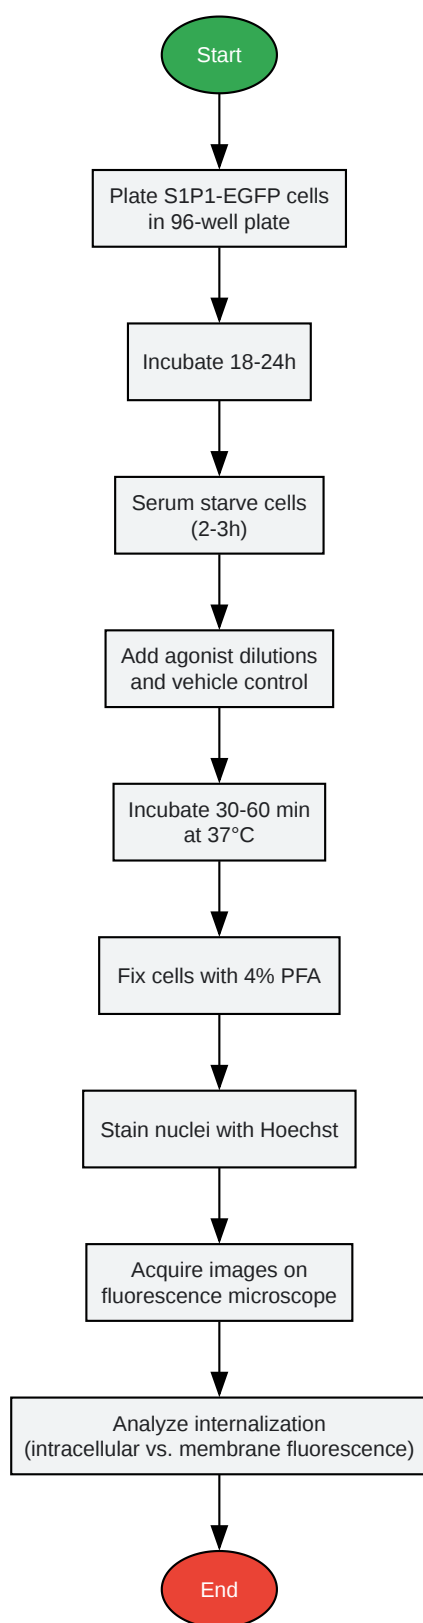 Start
Plate S1P1-EGFP cells
in 96-well plate
Incubate 18-24h
Serum starve cells
(2-3h)
Add agonist dilutions
and vehicle control
Incubate 30-60 min
at 37°C
Fix cells with 4% PFA
Stain nuclei with Hoechst
Acquire images on
fluorescence microscope
Analyze internalization
(intracellular vs. membrane fluorescence)
End